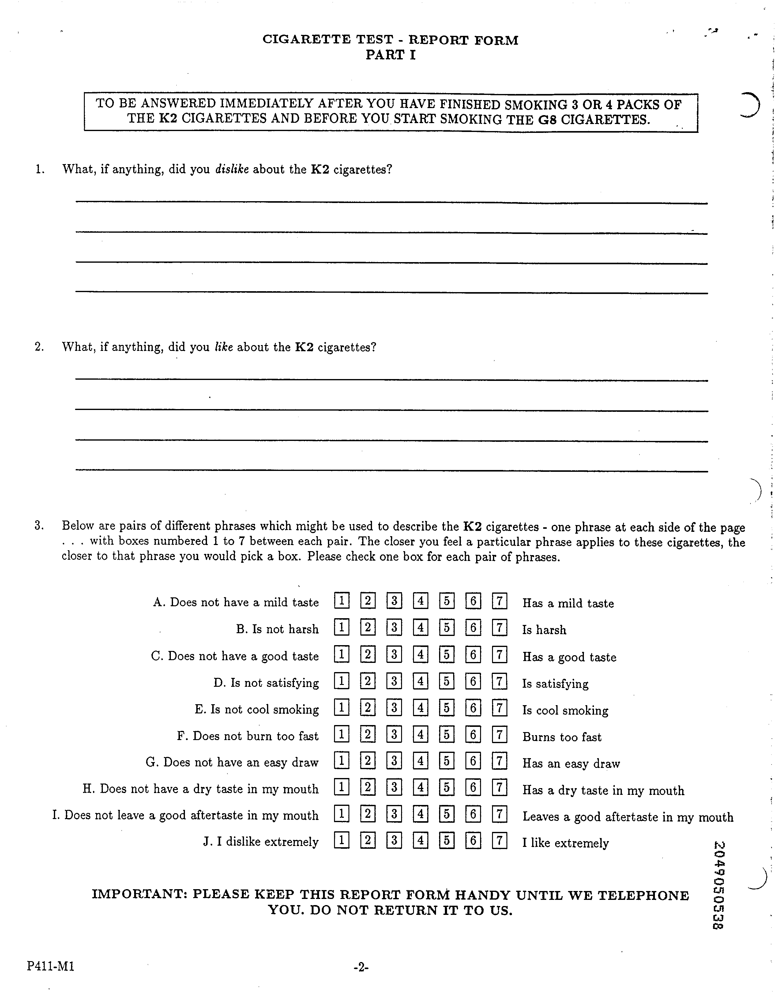 CIGARETTE TEST - REPORT FORM
PART I
TO BE ANSWERED IMMEDIATELY AFTER YOU HAVE FINISHED SMOKING 3 OR 4 PACKS OF
THE K2 CIGARETTES AND BEFORE YOU START SMOKING THE G8 CIGARETTES.
1. What, if anything, did you dislike about the K2 cigarettes?
2. What, if anything, did you like about the K2 cigarettes?
3. Below are pairs of different phrases which might be used to describe the K2 cigarettes - one phrase at each side of the page
. . . with boxes numbered 1 to 7 between each pair. The closer you feel a particular phrase applies to these cigarettes, the
closer to that phrase you would pick a box. Please check one box for each pair of phrases.
A. Does not have a mild taste 1 2 3 4 5 6 7 Has a mild taste
B. Is not harsh 1 2 3 4 5 6 7 Is harsh
C. Does not have a good taste 1 2 3 4 5 6 7 Has a good taste
D. Is not satisfying 1 2 3 4 5 6 7 Is satisfying
E. Is not cool smoking 1 2 3 4 5 6 7 Is cool smoking
F. Does not burn too fast 1 2 3 4 5 6 7 Burns too fast
G. Does not have an easy draw 1 2 3 4 5 6 7 Has an easy draw
H. Does not have a dry taste in my mouth 1 2 3 4 5 6 7 Has a dry taste in my mouth
I. Does not leave a good aftertaste in my mouth 1 2 3 4 5 6 7 Leaves a good aftertaste in my mouth
J. I dislike extremely 1 2 3 4 5 6 7 I like extremely
2049050538
IMPORTANT: PLEASE KEEP THIS REPORT FORM HANDY UNTIL WE TELEPHONE
YOU. DO NOT RETURN IT TO US.
P411-M1 -2-